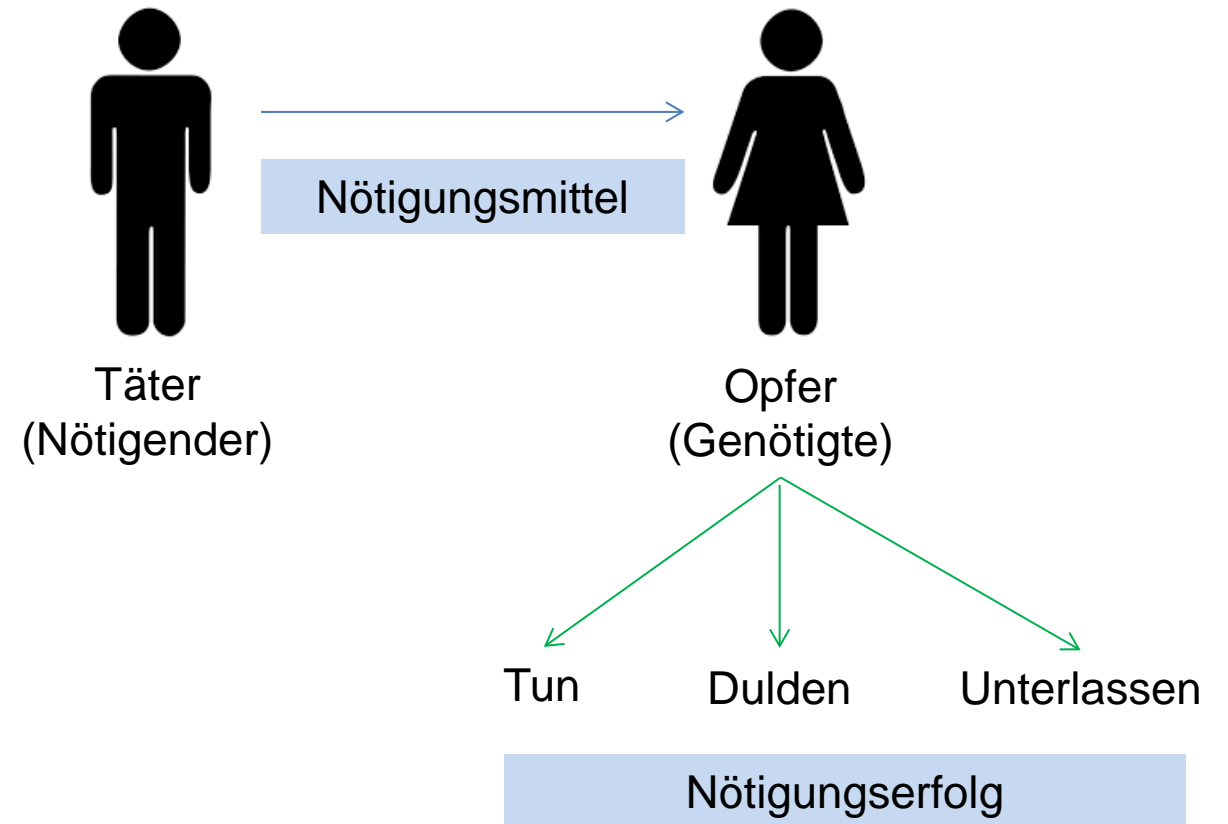 Nötigungsmittel
Täter
(Nötigender)
Opfer
(Genötigte)
Tun
Dulden
Unterlassen
Nötigungserfolg